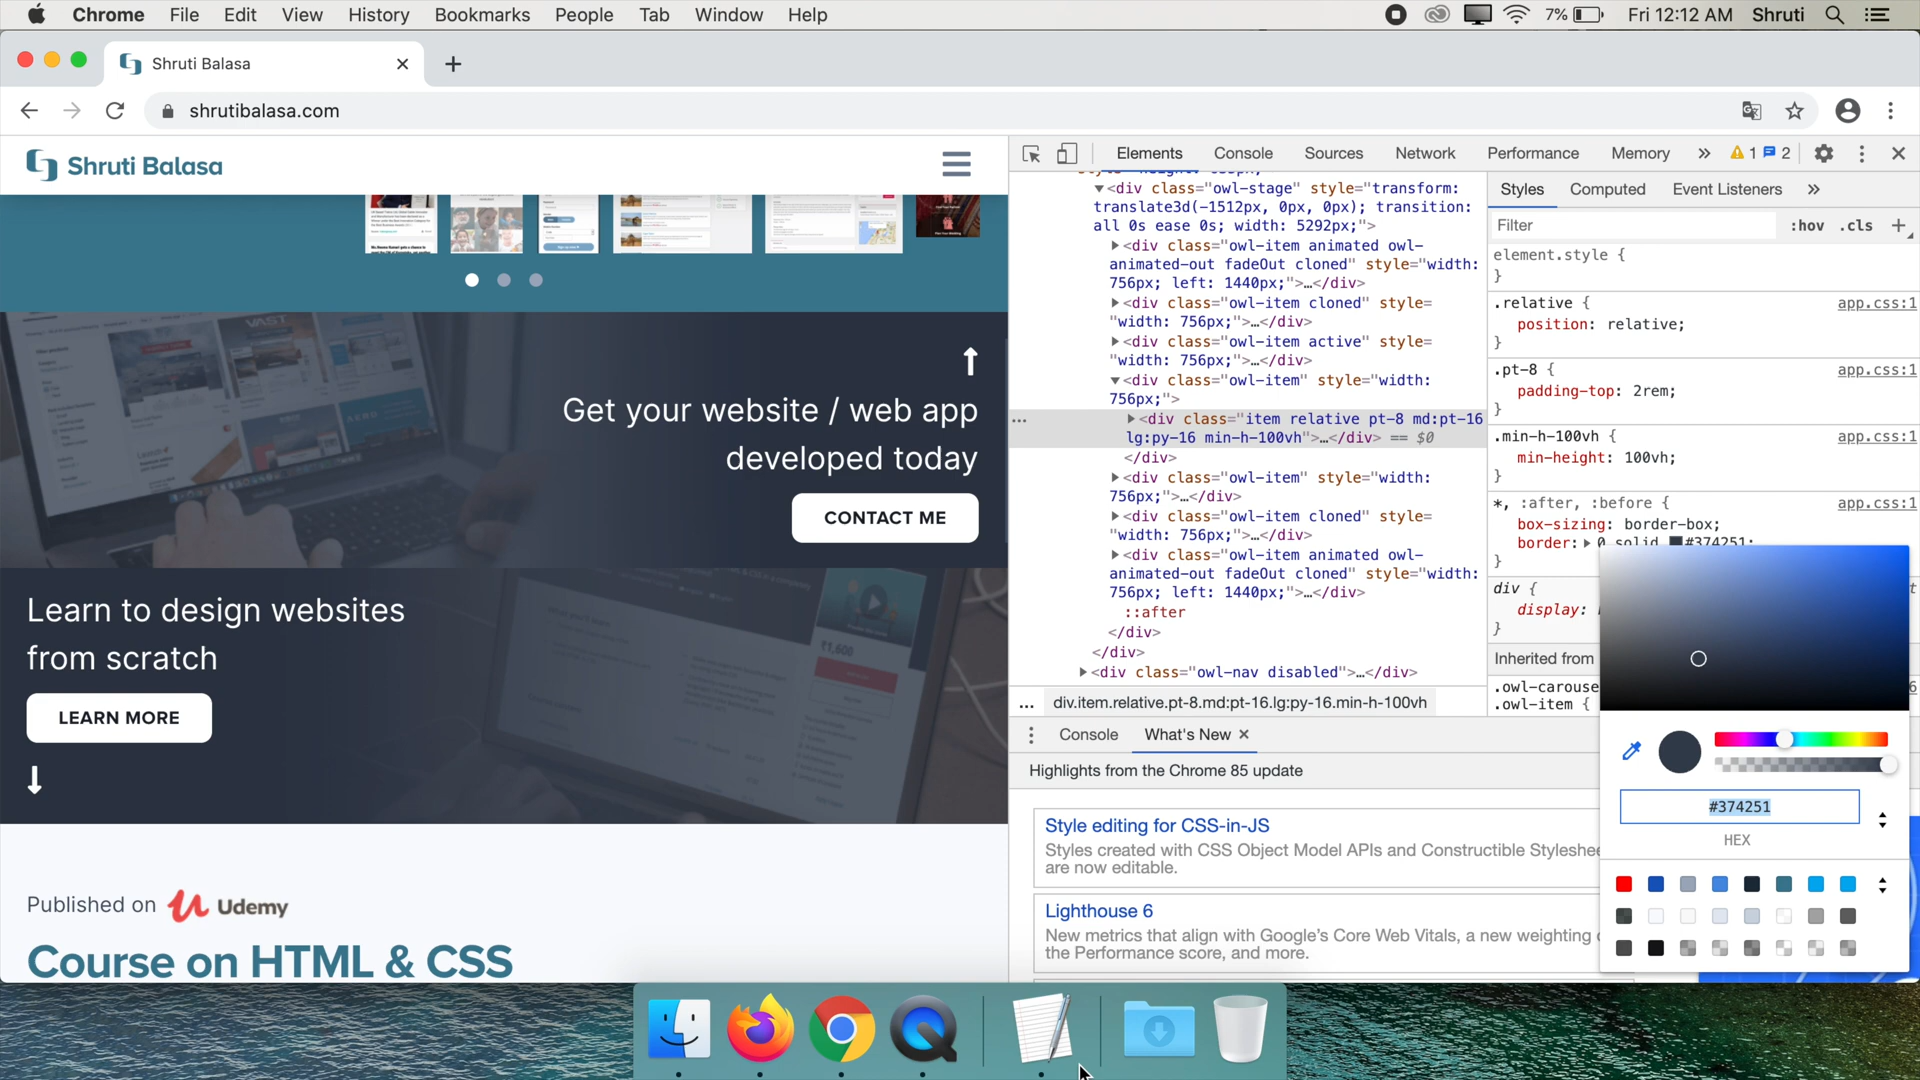 Chrome File Edit View History Bookmarks People Tab Window Help
7% Fri 12:12 AM Shruti
Shruti Balasa
shrutibalasa.com
Shruti Balasa
Get your website / web app
developed today
CONTACT ME
Learn to design websites
from scratch
LEARN MORE
Published on Udemy
Course on HTML & CSS
Elements Console Sources Network Performance Memory » 1 2
▼<div class="owl-stage" style="transform:
translate3d(-1512px, 0px, 0px); transition:
all 0s ease 0s; width: 5292px;">
▶<div class="owl-item animated owl-
animated-out fadeOut cloned" style="width:
756px; left: 1440px;">…</div>
▶<div class="owl-item cloned" style=
"width: 756px;">…</div>
▶<div class="owl-item active" style=
"width: 756px;">…</div>
▼<div class="owl-item" style="width:
756px;">
▶<div class="item relative pt-8 md:pt-16
lg:py-16 min-h-100vh">…</div> == $0
</div>
▶<div class="owl-item" style="width:
756px;">…</div>
▶<div class="owl-item cloned" style=
"width: 756px;">…</div>
▶<div class="owl-item animated owl-
animated-out fadeOut cloned" style="width:
756px; left: 1440px;">…</div>
::after
</div>
</div>
▶<div class="owl-nav disabled">…</div>
... div.item.relative.pt-8.md:pt-16.lg:py-16.min-h-100vh
Styles Computed Event Listeners »
Filter :hov .cls +
element.style {
}
.relative { app.css:1
position: relative;
}
.pt-8 { app.css:1
padding-top: 2rem;
}
.min-h-100vh { app.css:1
min-height: 100vh;
}
*, :after, :before { app.css:1
box-sizing: border-box;
border:▶ 0 solid #374251;
}
div {
display:
}
Inherited from
.owl-carouse
.owl-item {
#374251
HEX
Console What's New ×
Highlights from the Chrome 85 update
Style editing for CSS-in-JS
Styles created with CSS Object Model APIs and Constructible Styleshee
are now editable.
Lighthouse 6
New metrics that align with Google's Core Web Vitals, a new weighting
the Performance score, and more.